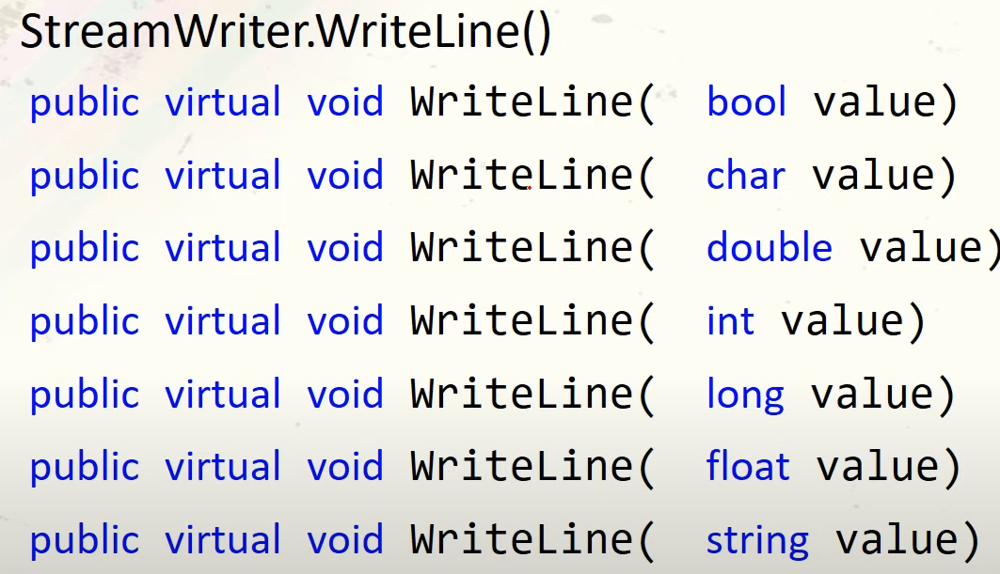 StreamWriter.WriteLine()
public virtual void WriteLine( bool value)
public virtual void WriteLine( char value)
public virtual void WriteLine( double value)
public virtual void WriteLine( int value)
public virtual void WriteLine( long value)
public virtual void WriteLine( float value)
public virtual void WriteLine( string value)